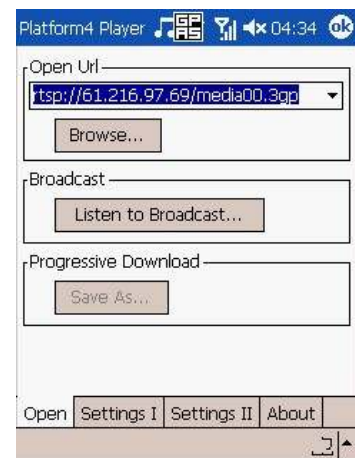 Platform4 Player GPRS 04:34 ok
Open Url
rtsp://61.216.97.69/media00.3gp
Browse...
Broadcast
Listen to Broadcast...
Progressive Download
Save As...
Open Settings I Settings II About